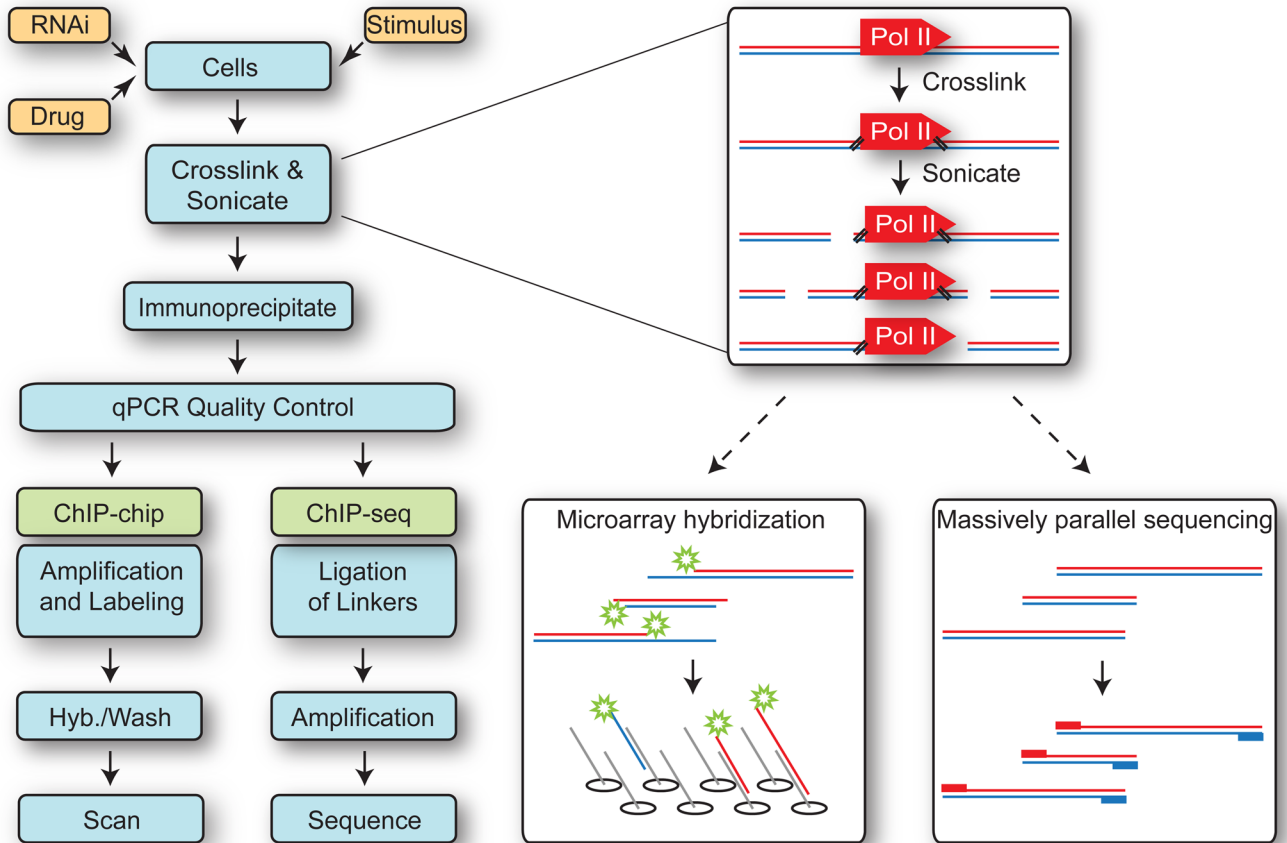 RNAi
Stimulus
Cells
Drug
Crosslink &
Sonicate
Immunoprecipitate
qPCR Quality Control
ChIP-chip
ChIP-seq
Amplification
and Labeling
Ligation
of Linkers
Hyb./Wash
Amplification
Scan
Sequence
Pol II
Crosslink
Pol II
Sonicate
Pol II
Pol II
Pol II
Microarray hybridization
Massively parallel sequencing